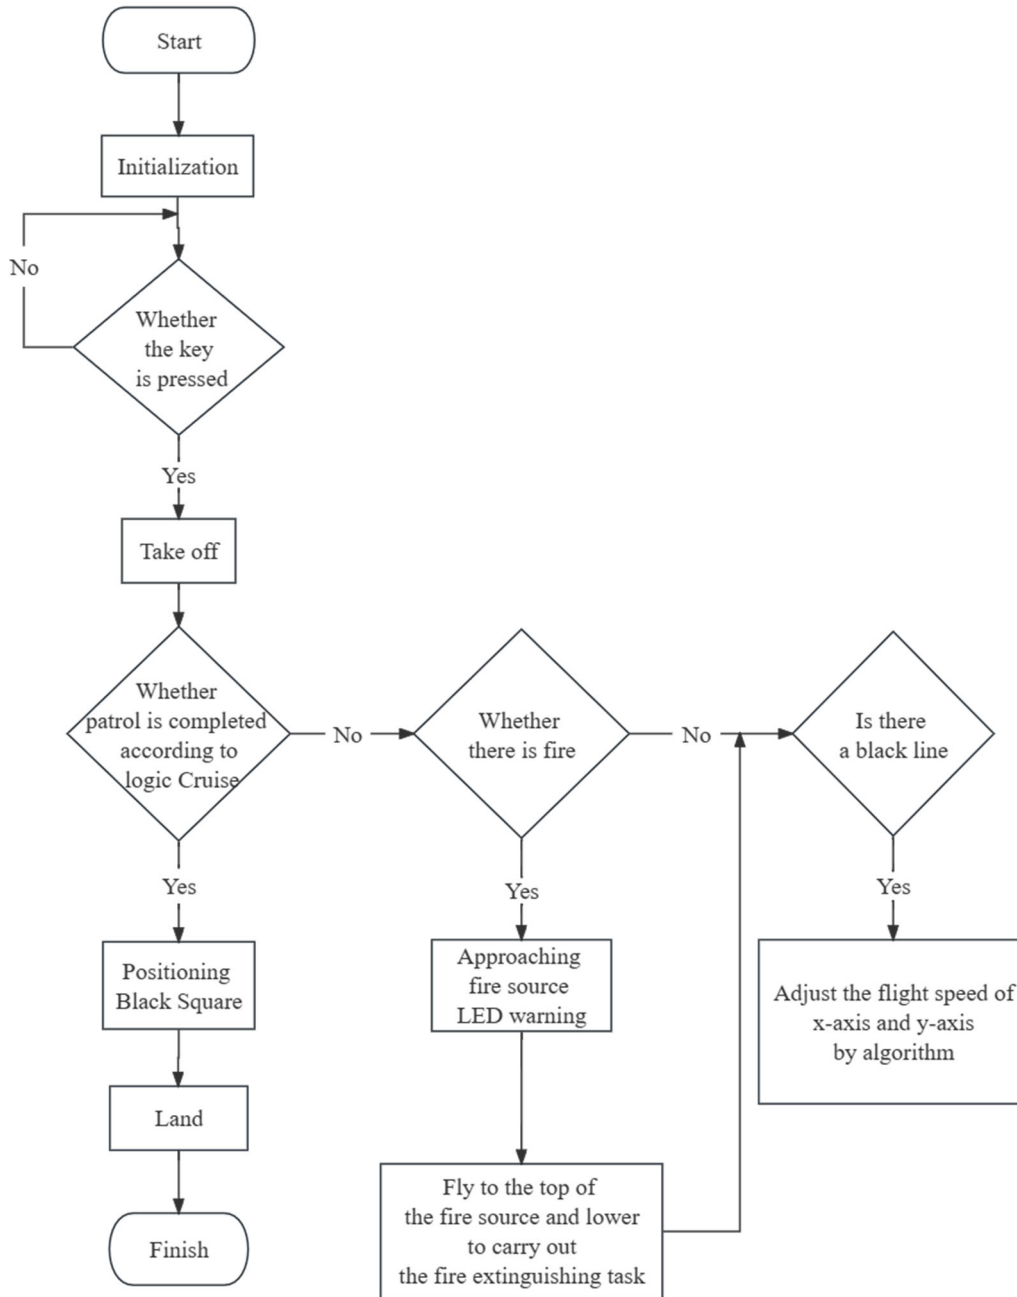 Start
Initialization
No
Whether
the key
is pressed
Yes
Take off
Whether
patrol is completed
according to
logic Cruise
No
Whether
there is fire
No
Is there
a black line
Yes
Yes
Yes
Positioning
Black Square
Approaching
fire source
LED warning
Adjust the flight speed of
x-axis and y-axis
by algorithm
Land
Fly to the top of
the fire source and lower
to carry out
the fire extinguishing task
Finish